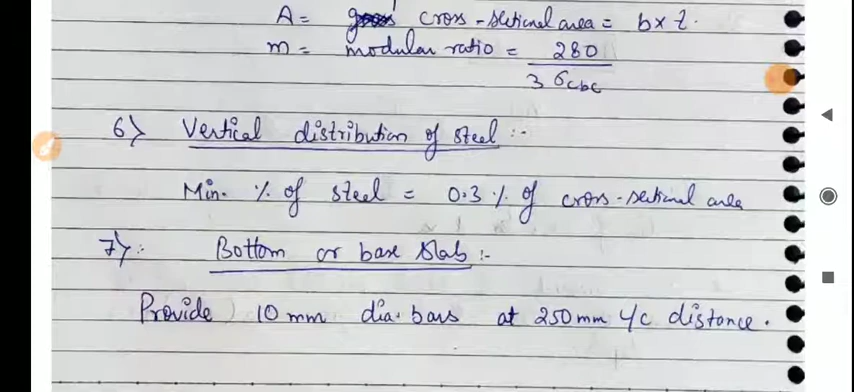 A = cross-sectional area = b x t.
m = modular ratio = 280
3 σcbc
6> Vertical distribution of steel :-
Min. % of steel = 0.3 % of cross-sectional area
7> : Bottom or base slab :-
Provide 10 mm dia. bars at 250 mm c/c distance.